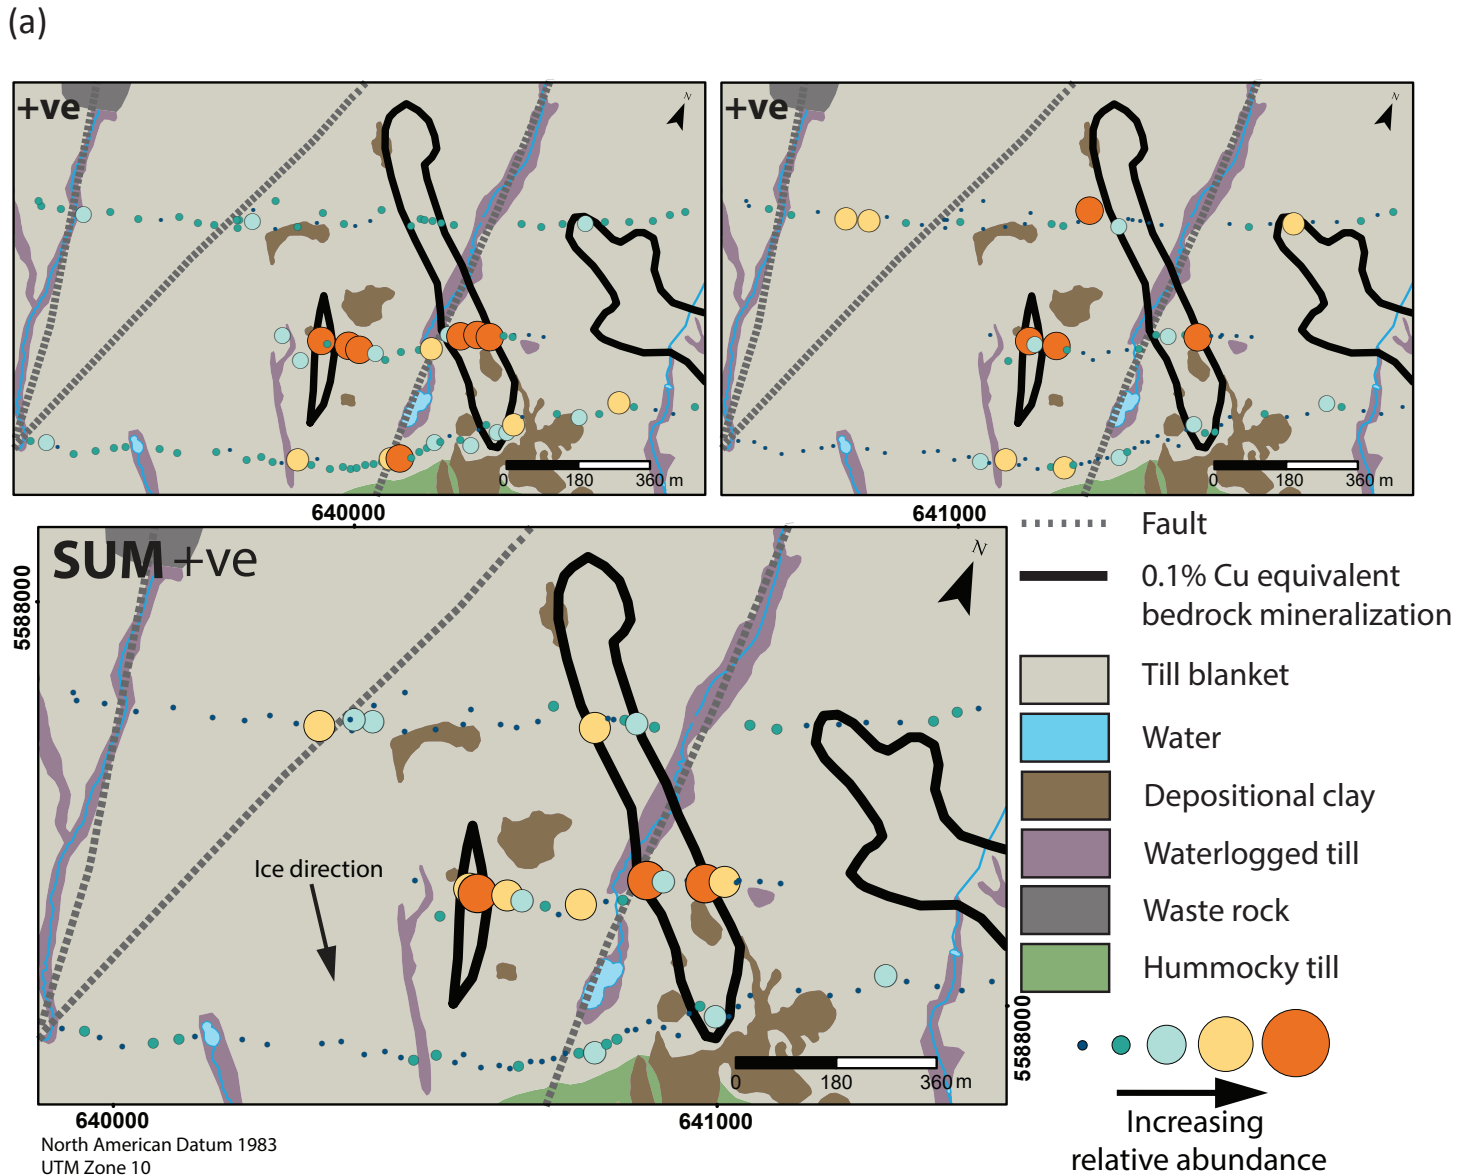 (a)
+ve
N
0 180 360 m
+ve
N
0 180 360 m
640000
641000
SUM +ve
N
5588000
Ice direction
0 180 360 m
5588000
640000
641000
North American Datum 1983
UTM Zone 10
Fault
0.1% Cu equivalent
bedrock mineralization
Till blanket
Water
Depositional clay
Waterlogged till
Waste rock
Hummocky till
Increasing
relative abundance